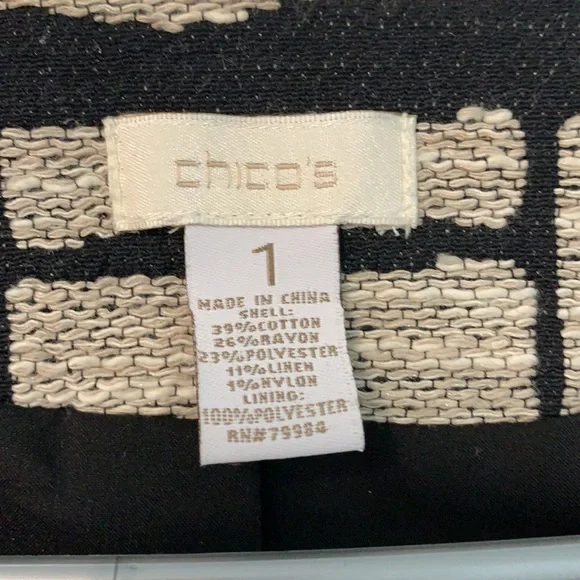 chico's
1
MADE IN CHINA
SHELL:
39%COTTON
26%RAYON
23%POLYESTER
11%LINEN
1%NYLON
LINING:
100%POLYESTER
RN#79984